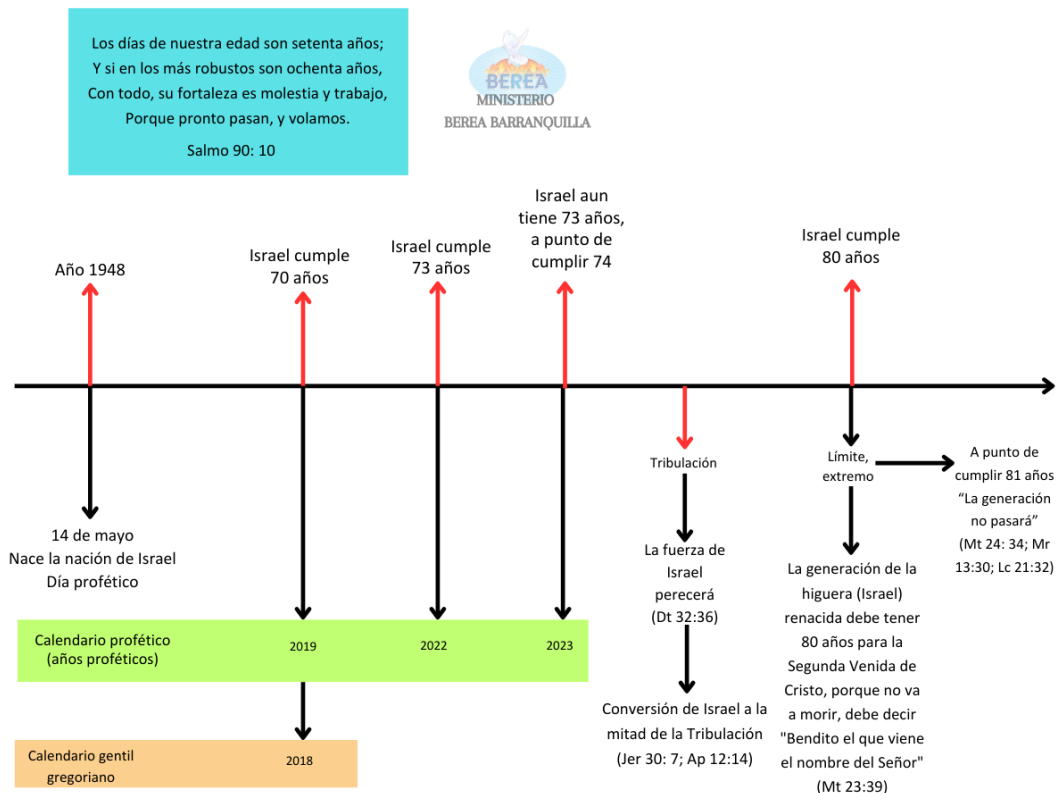 Los días de nuestra edad son setenta años;
Y si en los más robustos son ochenta años,
Con todo, su fortaleza es molestia y trabajo,
Porque pronto pasan, y volamos.
Salmo 90: 10
BEREA
MINISTERIO
BEREA BARRANQUILLA
Año 1948
Israel cumple
70 años
Israel cumple
73 años
Israel aun
tiene 73 años,
a punto de
cumplir 74
Israel cumple
80 años
14 de mayo
Nace la nación de Israel
Día profético
Tribulación
La fuerza de
Israel
perecerá
(Dt 32:36)
Conversión de Israel a la
mitad de la Tribulación
(Jer 30: 7; Ap 12:14)
Límite,
extremo
La generación de la
higuera (Israel)
renacida debe tener
80 años para la
Segunda Venida de
Cristo, porque no va
a morir, debe decir
"Bendito el que viene
el nombre del Señor"
(Mt 23:39)
A punto de
cumplir 81 años
“La generación
no pasará”
(Mt 24: 34; Mr
13:30; Lc 21:32)
Calendario profético
(años proféticos)
2019
2022
2023
Calendario gentil
gregoriano
2018